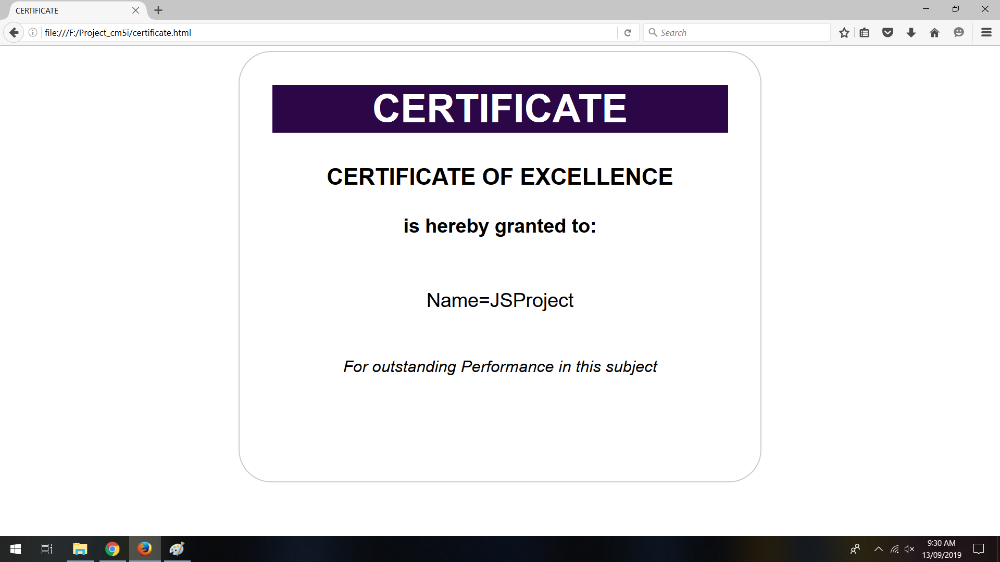 CERTIFICATE
file:///F:/Project_cm5i/certificate.html
Search
CERTIFICATE
CERTIFICATE OF EXCELLENCE
is hereby granted to:
Name=JSProject
For outstanding Performance in this subject
9:30 AM
13/09/2019